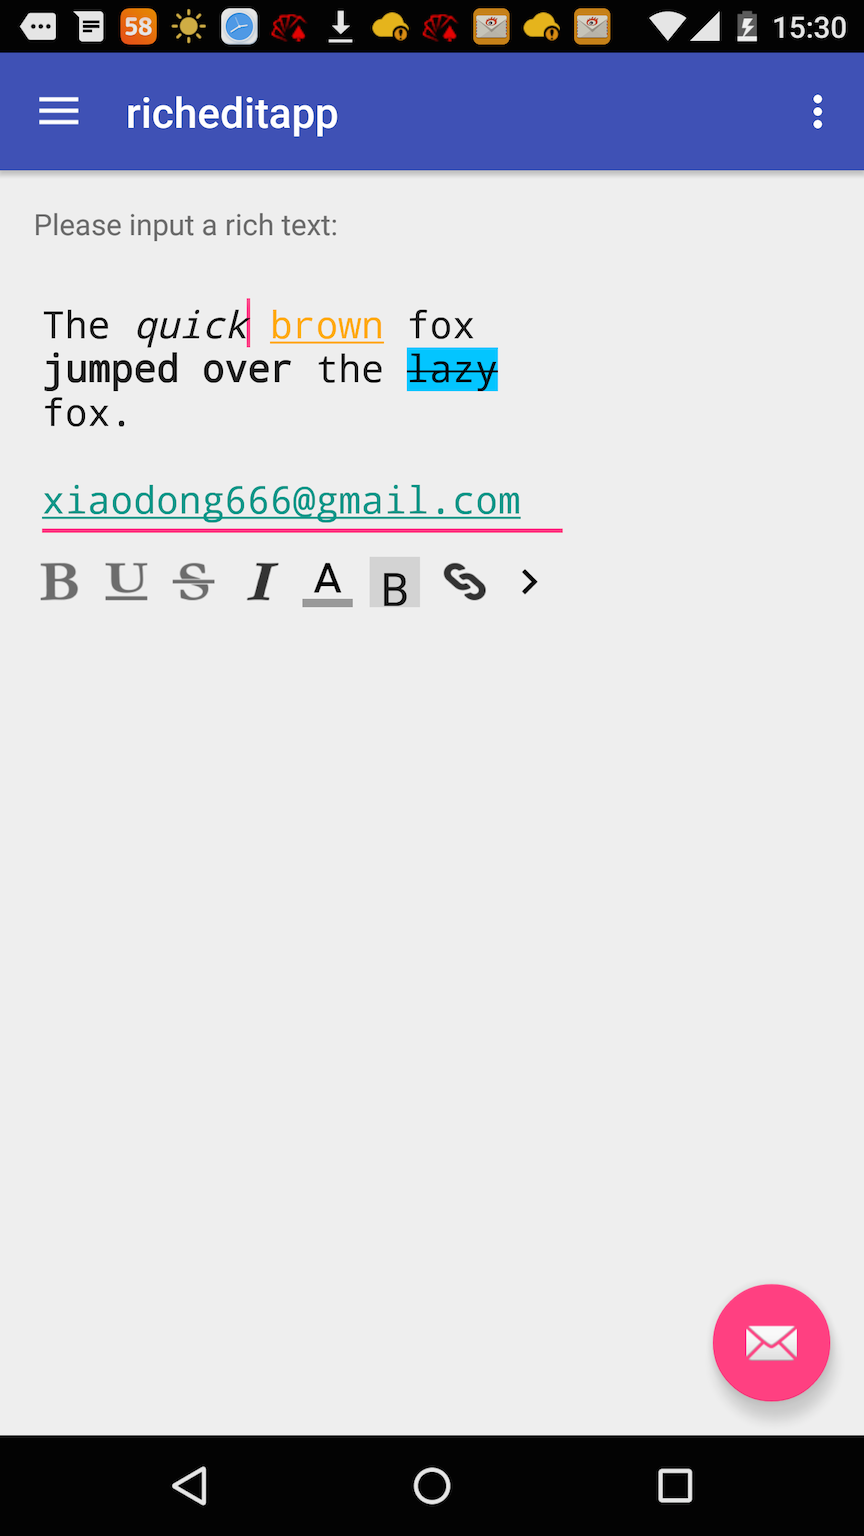 58 15:30
richeditapp
Please input a rich text:
The quick brown fox
jumped over the lazy
fox.
xiaodong666@gmail.com
B U S I A B